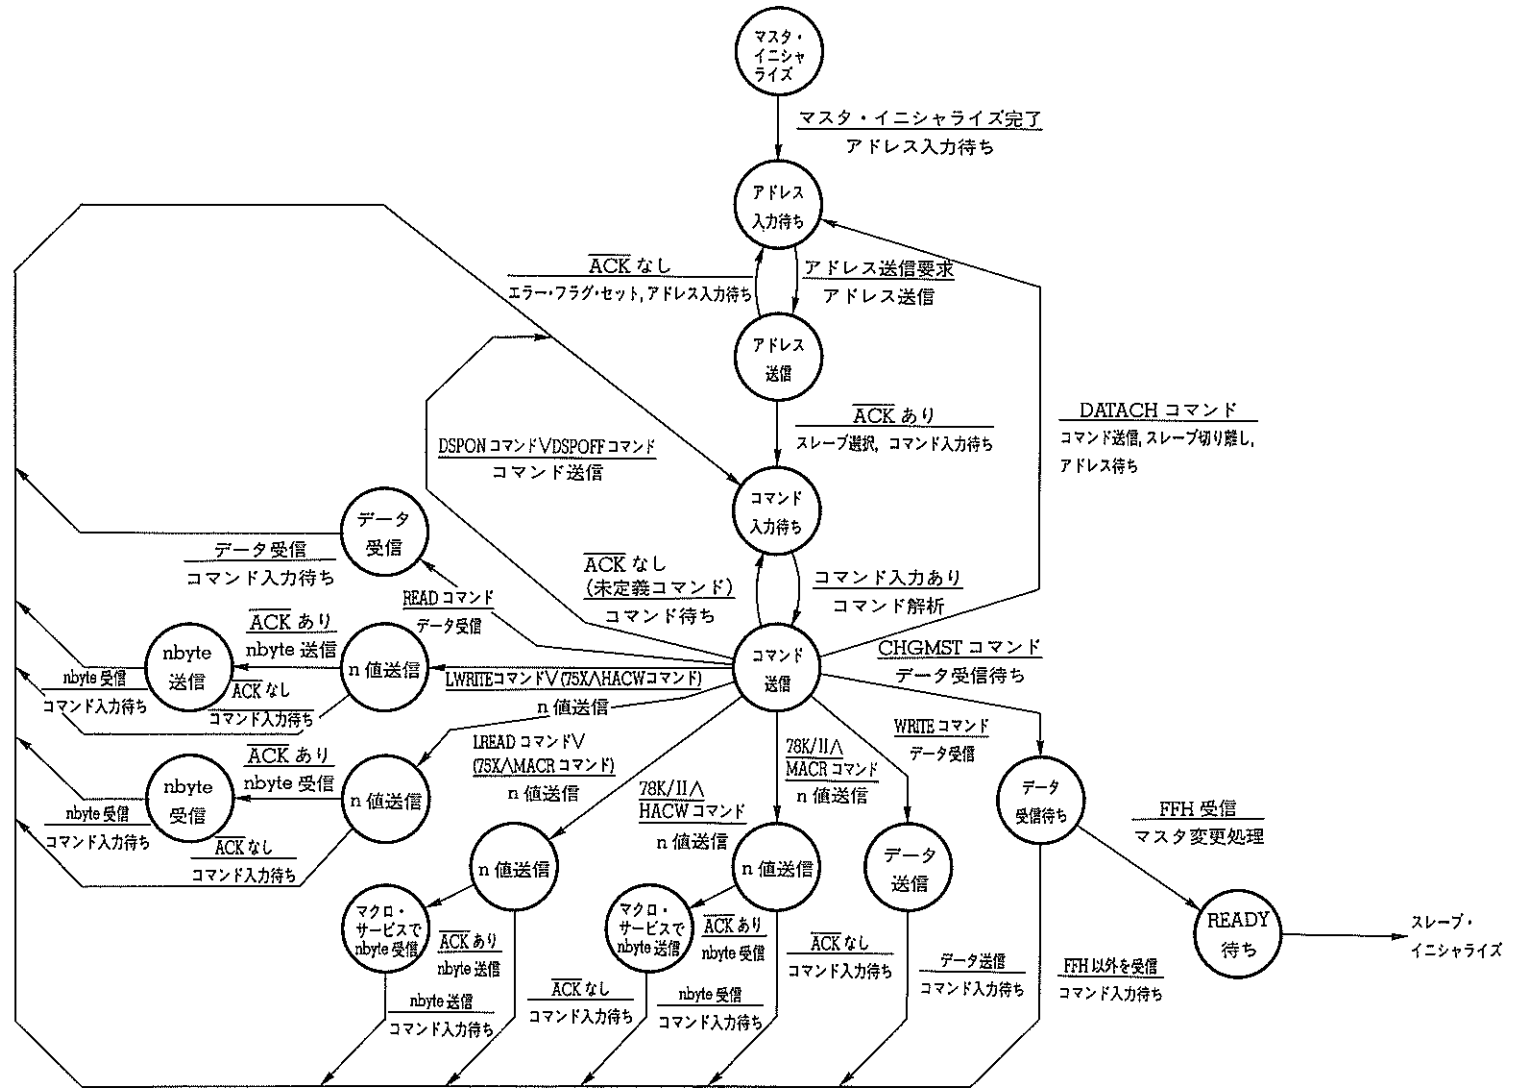 マスタ・
イニシャ
ライズ
マスタ・イニシャライズ完了
アドレス入力待ち
アドレス
入力待ち
ACK なし
エラー・フラグ・セット, アドレス入力待ち
アドレス送信要求
アドレス送信
アドレス
送信
ACK あり
スレーブ選択, コマンド入力待ち
DATACH コマンド
コマンド送信, スレーブ切り離し,
アドレス待ち
DSPON コマンド∨DSPOFF コマンド
コマンド送信
コマンド
入力待ち
データ
受信
データ受信
コマンド入力待ち
ACK なし
(未定義コマンド)
コマンド待ち
コマンド入力あり
コマンド解析
READ コマンド
データ受信
ACK あり
nbyte 送信
nbyte
送信
n 値送信
コマンド
送信
CHGMST コマンド
データ受信待ち
nbyte 受信
コマンド入力待ち
ACK なし
コマンド入力待ち
LWRITE コマンド∨(75X∧HACW コマンド)
n 値送信
WRITE コマンド
データ受信
LREAD コマンド∨
(75X∧MACR コマンド)
n 値送信
78K/II∧
MACR コマンド
n 値送信
ACK あり
nbyte 受信
nbyte
受信
n 値送信
78K/II∧
HACW コマンド
n 値送信
データ
受信待ち
nbyte 受信
コマンド入力待ち
ACK なし
コマンド入力待ち
FFH 受信
マスタ変更処理
n 値送信
n 値送信
データ
送信
マクロ・
サービスで
nbyte 受信
ACK あり
nbyte 送信
マクロ・
サービスで
nbyte 送信
ACK あり
nbyte 受信
ACK なし
コマンド入力待ち
データ送信
コマンド入力待ち
FFH 以外を受信
コマンド入力待ち
READY
待ち
スレーブ・
イニシャライズ
nbyte 送信
コマンド入力待ち
ACK なし
コマンド入力待ち
nbyte 受信
コマンド入力待ち